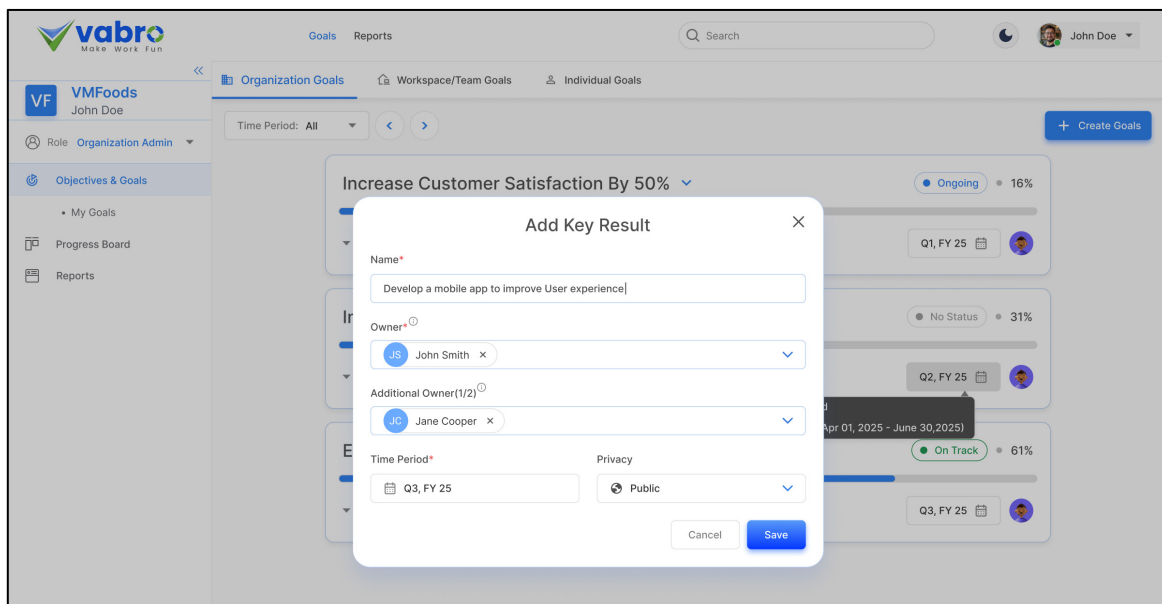 vabro
Make Work Fun
Goals Reports
Search
John Doe
VF
VMFoods
John Doe
Role Organization Admin
Objectives & Goals
• My Goals
Progress Board
Reports
Organization Goals
Workspace/Team Goals
Individual Goals
Time Period: All
+ Create Goals
Increase Customer Satisfaction By 50%
Ongoing
16%
Q1, FY 25
No Status
31%
Q2, FY 25
Apr 01, 2025 - June 30,2025)
On Track
61%
Q3, FY 25
Add Key Result
Name*
Develop a mobile app to improve User experience
Owner*
JS John Smith ×
Additional Owner(1/2)
JC Jane Cooper ×
Time Period* Privacy
Q3, FY 25 Public
Cancel Save